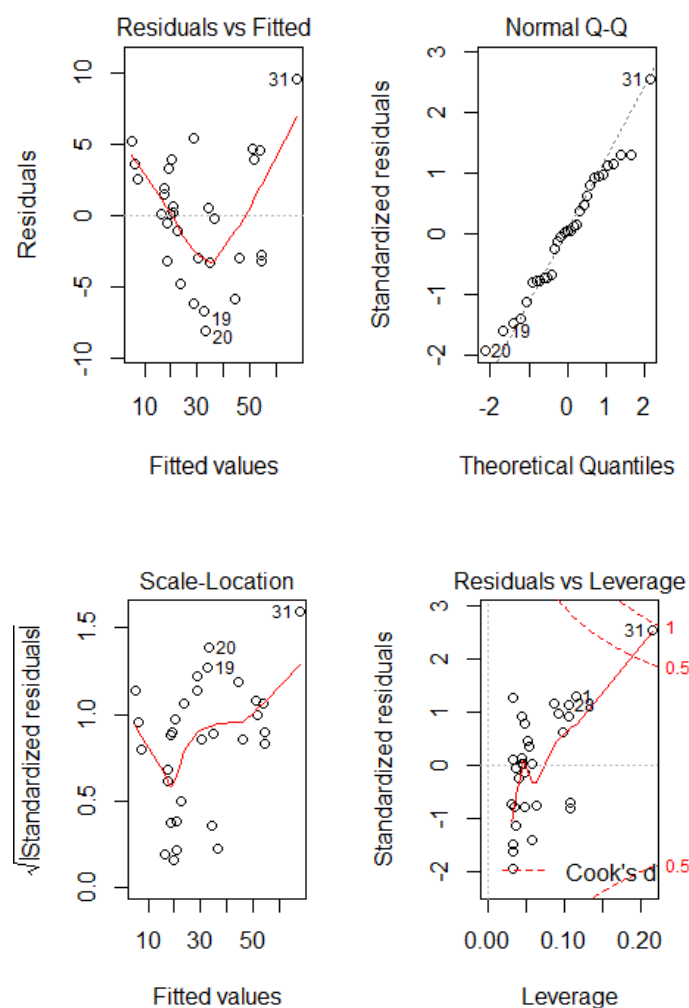 Residuals vs Fitted
Residuals
10
5
0
-5
-10
31
19
20
10 30 50
Fitted values
Normal Q-Q
Standardized residuals
3
2
1
0
-1
-2
31
19
20
-2 -1 0 1 2
Theoretical Quantiles
Scale-Location
√|Standardized residuals|
1.5
1.0
0.5
0.0
31
20
19
10 30 50
Fitted values
Residuals vs Leverage
Standardized residuals
3
2
1
0
-1
-2
31
1
28
1
0.5
0.5
Cook's d
0.00 0.10 0.20
Leverage